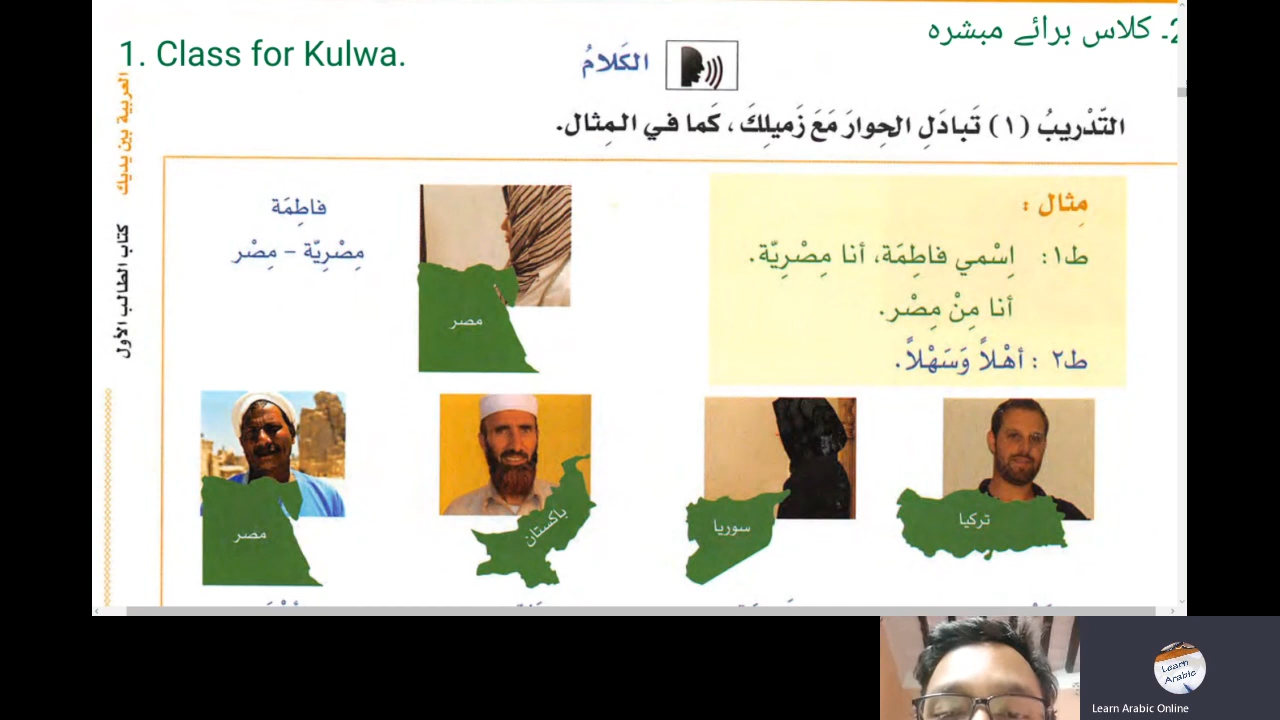 1. Class for Kulwa.
2۔ کلاس برائے مبشره
الكَلامُ
التّدْريبُ (١) تَبادَلِ الحِوارَ مَعَ زَميلِكَ، كَما في المِثال.
العربية بين يديك
كتاب الطالب الأول
مِثال :
ط١: اِسْمي فاطِمَة، أنا مِصْرِيّة.
أنا مِنْ مِصْر.
ط٢ : أهْلاً وَسَهْلاً.
فاطِمَة
مِصْرِيّة – مِصْر
مصر
تركيا
سوريا
باكستان
مصر
Learn Arabic
Learn Arabic Online